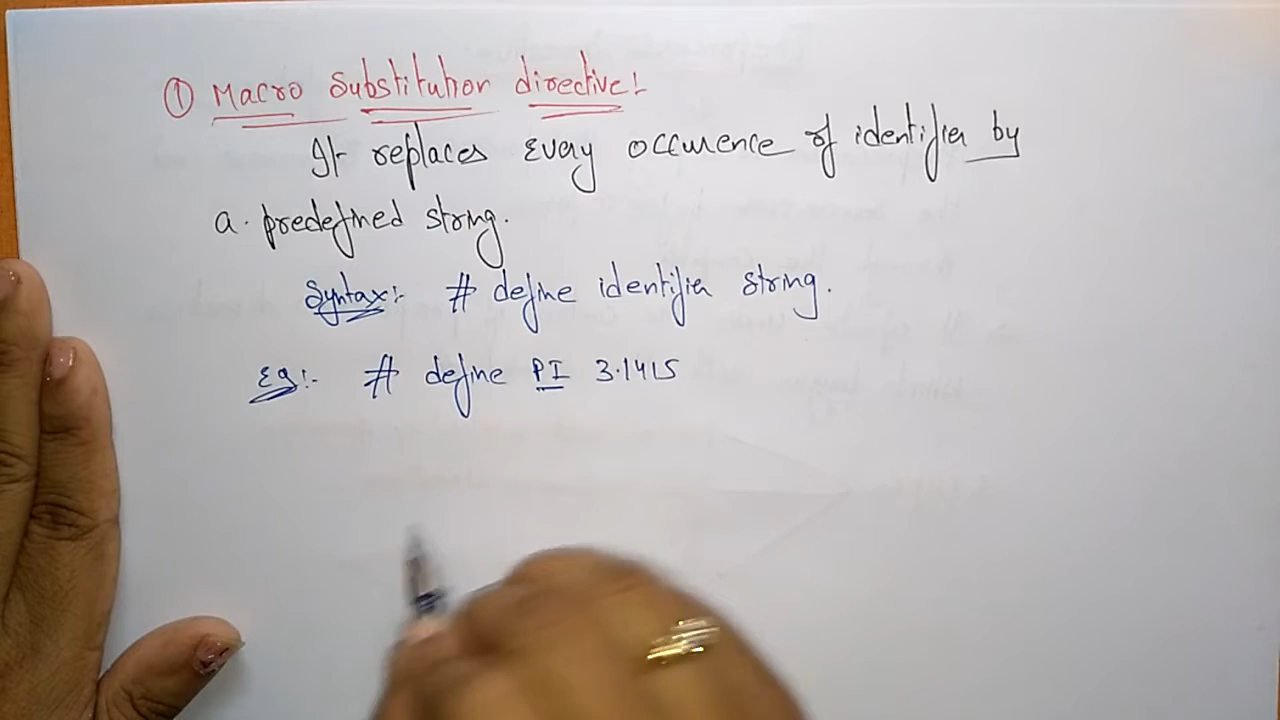 ① Macro Substitution directive:
It replaces Every occurence of identifier by
a. predefined string.
Syntax:- # define identifier string.
Eg:- # define PI 3.1415